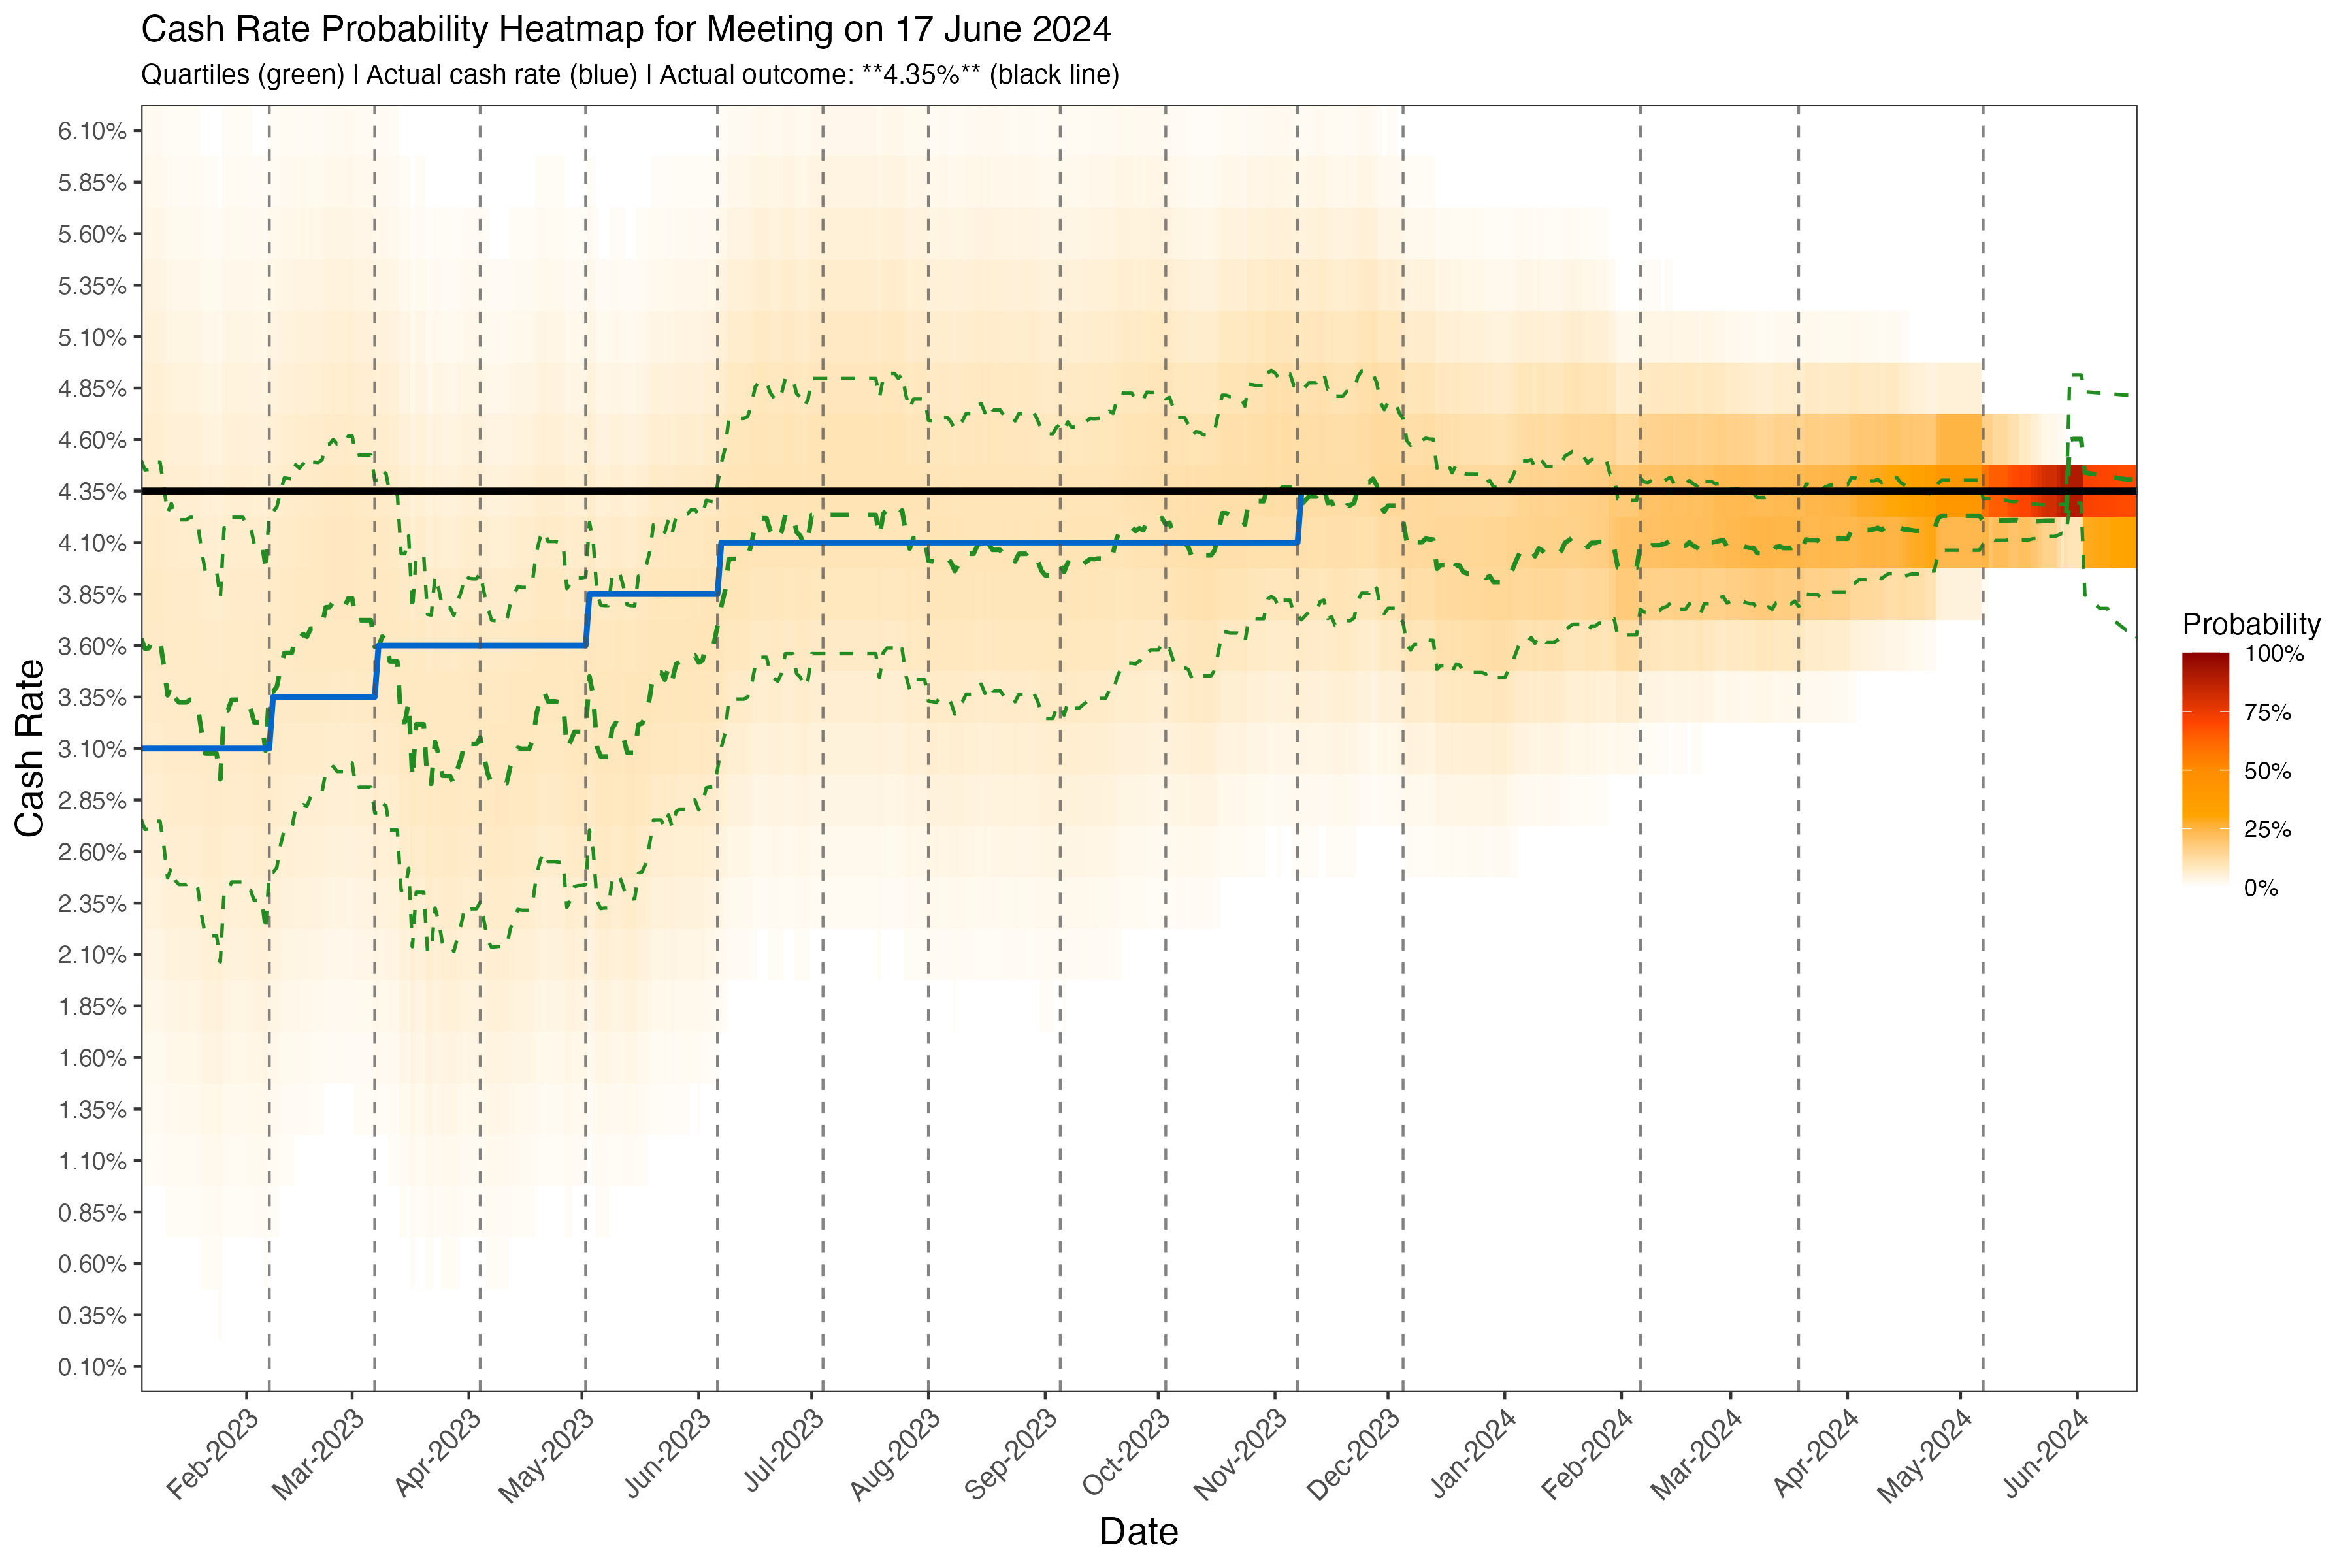 Cash Rate Probability Heatmap for Meeting on 17 June 2024
Quartiles (green) | Actual cash rate (blue) | Actual outcome: **4.35%** (black line)
6.10%
5.85%
5.60%
5.35%
5.10%
4.85%
4.60%
4.35%
4.10%
3.85%
3.60%
3.35%
3.10%
2.85%
2.60%
2.35%
2.10%
1.85%
1.60%
1.35%
1.10%
0.85%
0.60%
0.35%
0.10%
Cash Rate
Feb-2023
Mar-2023
Apr-2023
May-2023
Jun-2023
Jul-2023
Aug-2023
Sep-2023
Oct-2023
Nov-2023
Dec-2023
Jan-2024
Feb-2024
Mar-2024
Apr-2024
May-2024
Jun-2024
Date
Probability
100%
75%
50%
25%
0%